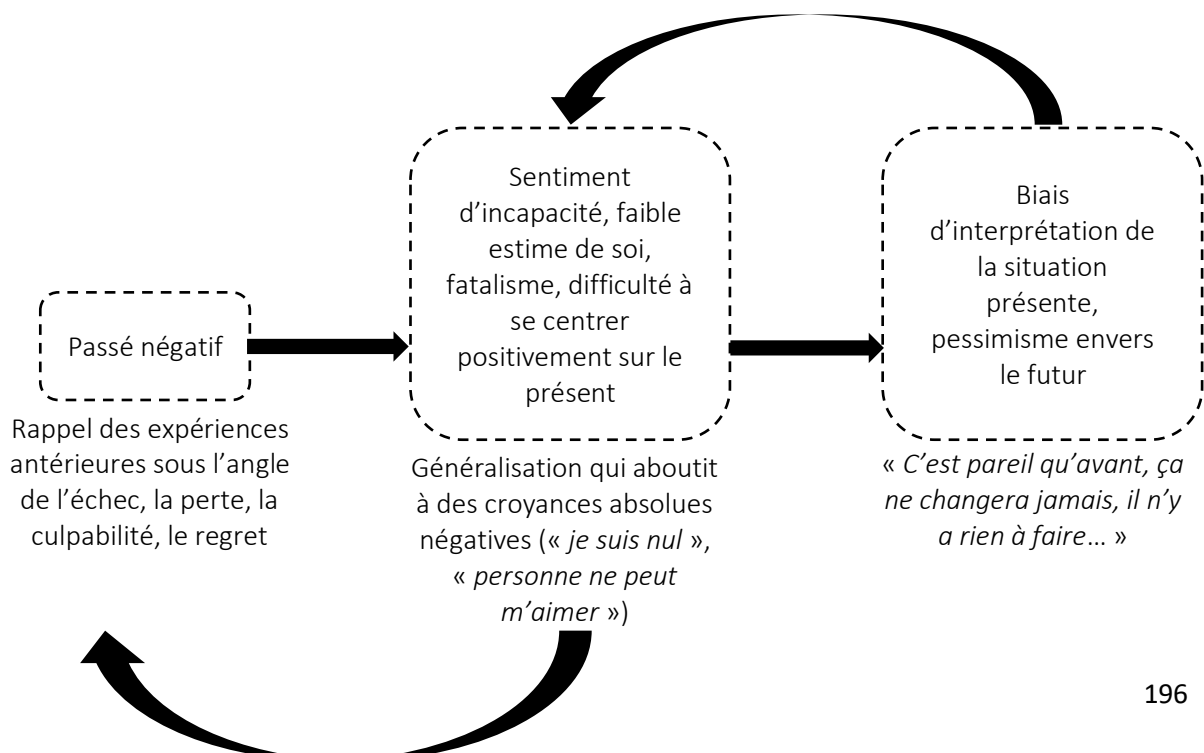 Passé négatif
Rappel des expériences
antérieures sous l’angle
de l’échec, la perte, la
culpabilité, le regret
Sentiment
d’incapacité, faible
estime de soi,
fatalisme, difficulté à
se centrer
positivement sur le
présent
Généralisation qui aboutit
à des croyances absolues
négatives (« je suis nul »,
« personne ne peut
m’aimer »)
Biais
d’interprétation de
la situation
présente,
pessimisme envers
le futur
« C’est pareil qu’avant, ça
ne changera jamais, il n’y
a rien à faire… »
196